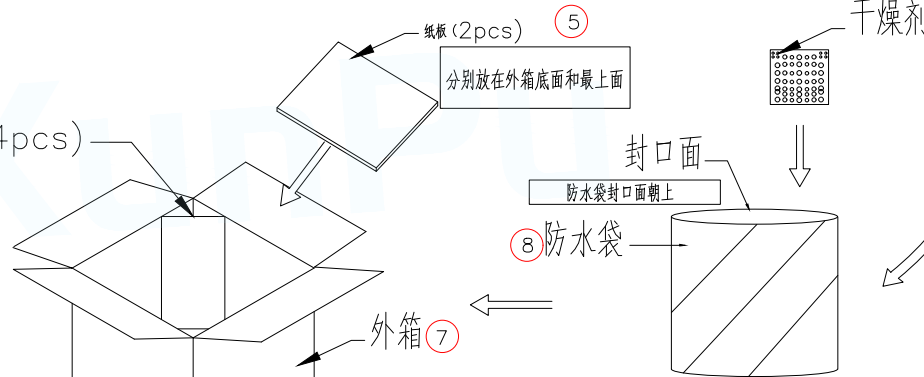 干燥剂
纸板（2pcs） ⑤
分别放在外箱底面和最上面
4pcs）
封口面
防水袋封口面朝上
⑧ 防水袋
外箱 ⑦